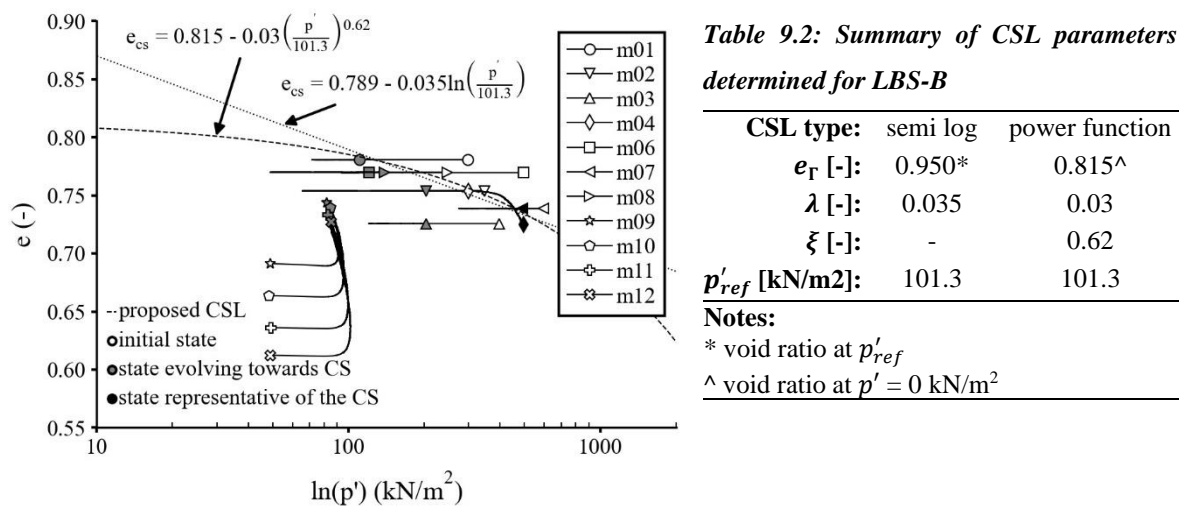 0.90
0.85
0.80
0.75
0.70
0.65
0.60
0.55
e (-)
10
100
1000
ln(p') (kN/m²)
e_cs = 0.815 - 0.03(p'/101.3)^0.62
e_cs = 0.789 - 0.035ln(p'/101.3)
m01
m02
m03
m04
m06
m07
m08
m09
m10
m11
m12
--proposed CSL
initial state
state evolving towards CS
state representative of the CS
Table 9.2: Summary of CSL parameters
determined for LBS-B
CSL type: semi log power function
e_Γ [-]: 0.950* 0.815^
λ [-]: 0.035 0.03
ξ [-]: - 0.62
p'_ref [kN/m2]: 101.3 101.3
Notes:
* void ratio at p'_ref
^ void ratio at p' = 0 kN/m²